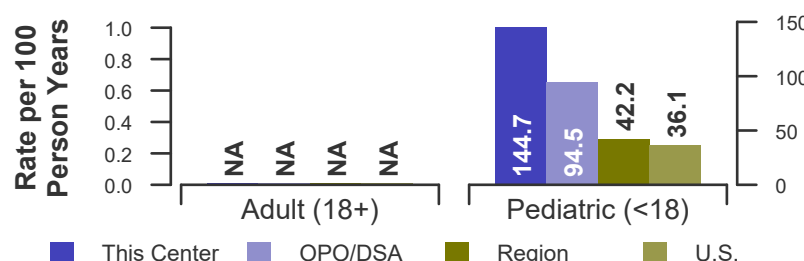 Rate per 100
Person Years
1.0
0.8
0.6
0.4
0.2
0.0
NA NA NA NA
144.7 94.5 42.2 36.1
150
100
50
0
Adult (18+) Pediatric (<18)
This Center OPO/DSA Region U.S.